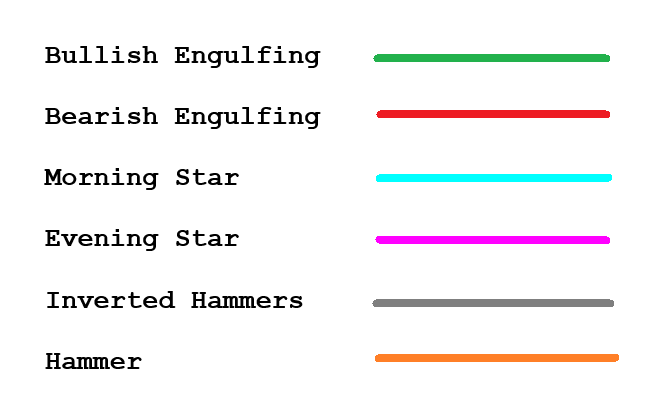 Bullish Engulfing
Bearish Engulfing
Morning Star
Evening Star
Inverted Hammers
Hammer